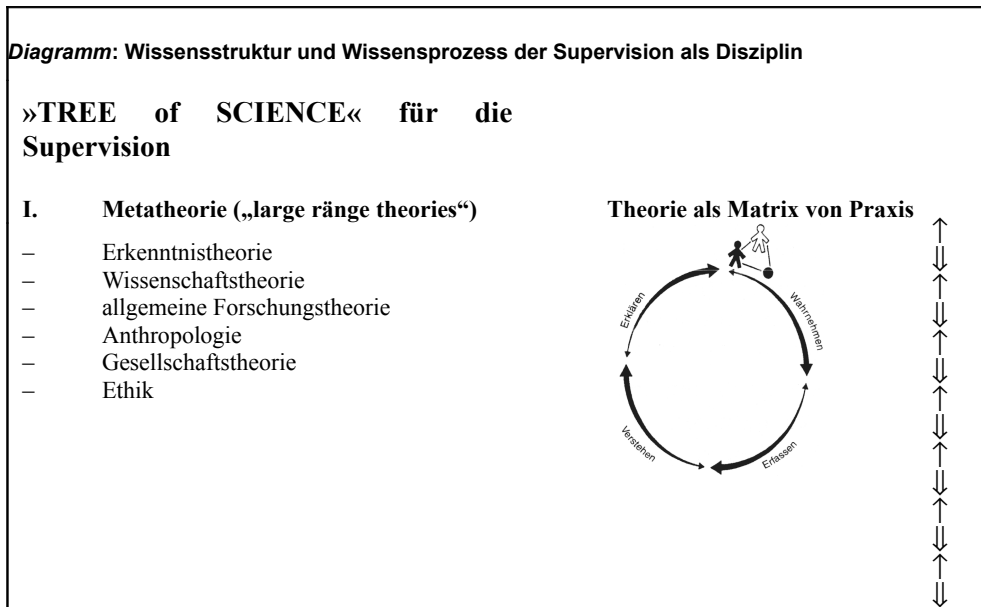 Diagramm: Wissensstruktur und Wissensprozess der Supervision als Disziplin
»TREE of SCIENCE« für die
Supervision
I. Metatheorie („large ränge theories“)
– Erkenntnistheorie
– Wissenschaftstheorie
– allgemeine Forschungstheorie
– Anthropologie
– Gesellschaftstheorie
– Ethik
Theorie als Matrix von Praxis
Erklären
Wahrnehmen
Verstehen
Erfassen
↑
⇓
↑
⇓
↑
⇓
↑
⇓
↑
⇓
↑
⇓
↑
⇓